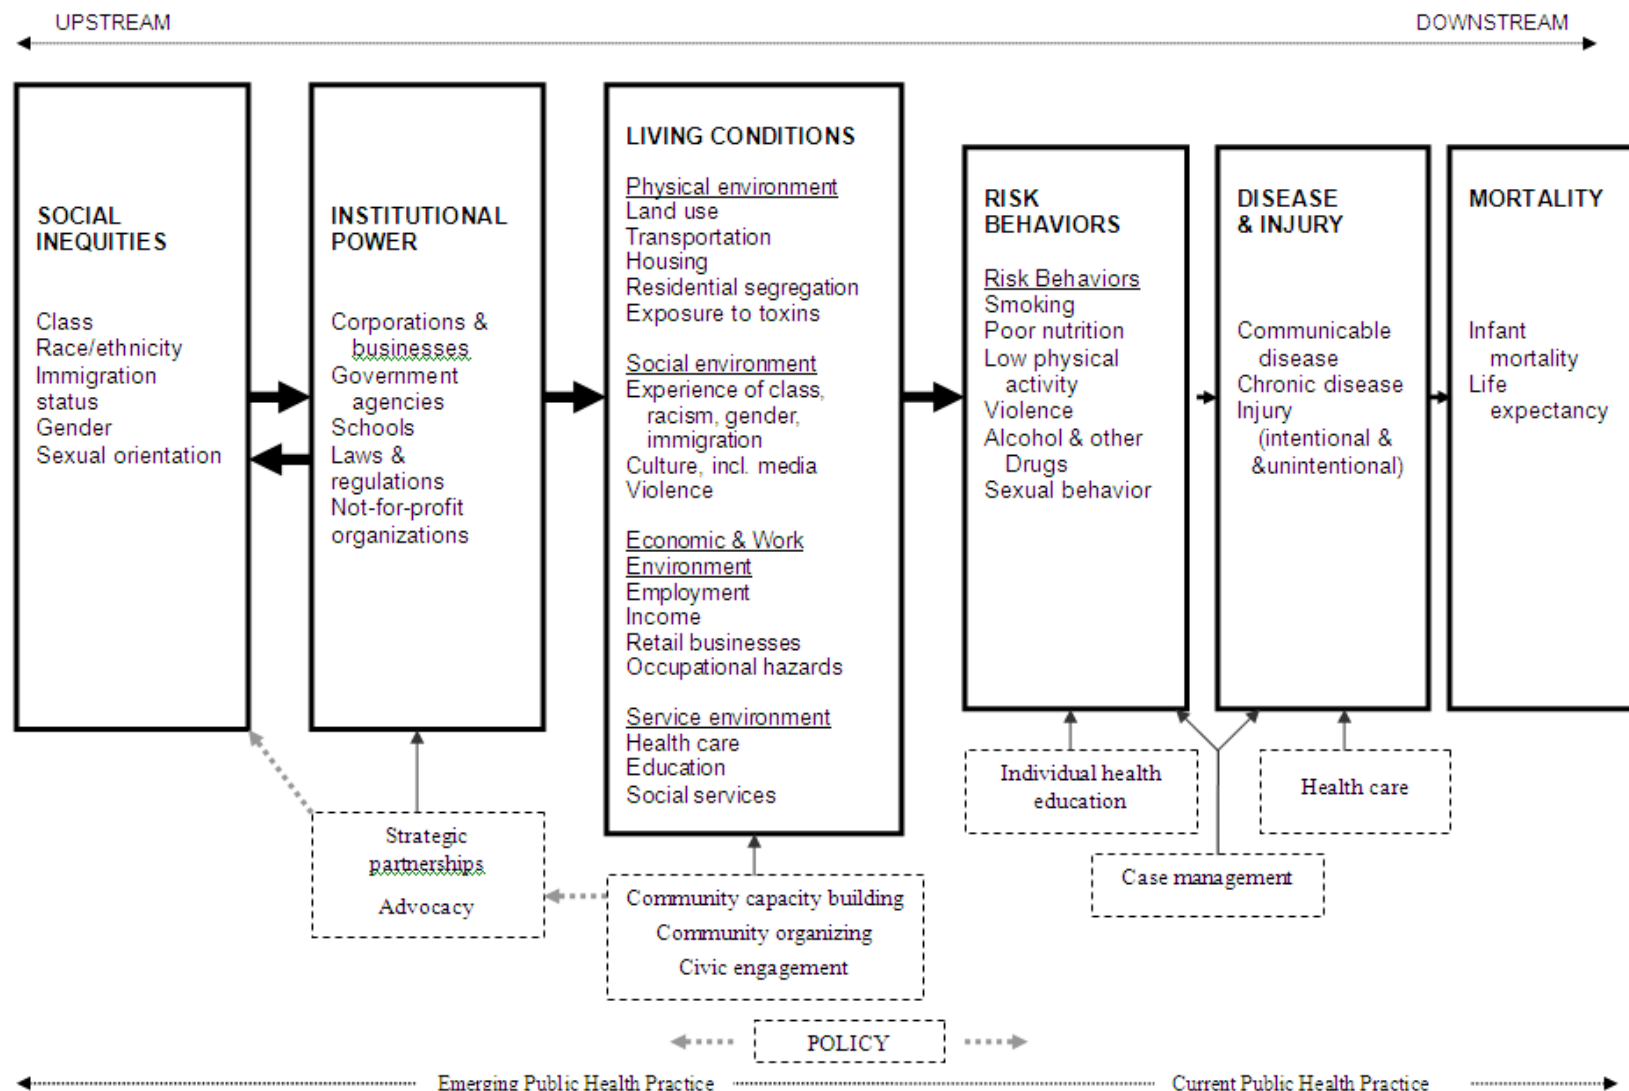 UPSTREAM
DOWNSTREAM
SOCIAL
INEQUITIES
Class
Race/ethnicity
Immigration
status
Gender
Sexual orientation
INSTITUTIONAL
POWER
Corporations &
businesses
Government
agencies
Schools
Laws &
regulations
Not-for-profit
organizations
LIVING CONDITIONS
Physical environment
Land use
Transportation
Housing
Residential segregation
Exposure to toxins
Social environment
Experience of class,
racism, gender,
immigration
Culture, incl. media
Violence
Economic & Work
Environment
Employment
Income
Retail businesses
Occupational hazards
Service environment
Health care
Education
Social services
RISK
BEHAVIORS
Risk Behaviors
Smoking
Poor nutrition
Low physical
activity
Violence
Alcohol & other
Drugs
Sexual behavior
DISEASE
& INJURY
Communicable
disease
Chronic disease
Injury
(intentional &
&unintentional)
MORTALITY
Infant
mortality
Life
expectancy
Strategic
partnerships
Advocacy
Community capacity building
Community organizing
Civic engagement
Individual health
education
Case management
Health care
POLICY
Emerging Public Health Practice
Current Public Health Practice